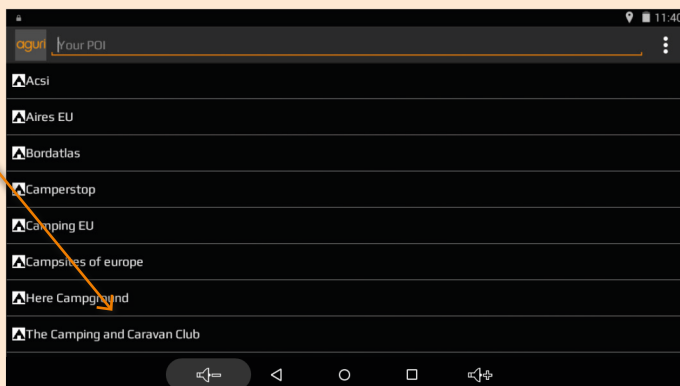 11:40
aguri Your POI
Acsi
Aires EU
Bordatlas
Camperstop
Camping EU
Campsites of europe
Here Campground
The Camping and Caravan Club